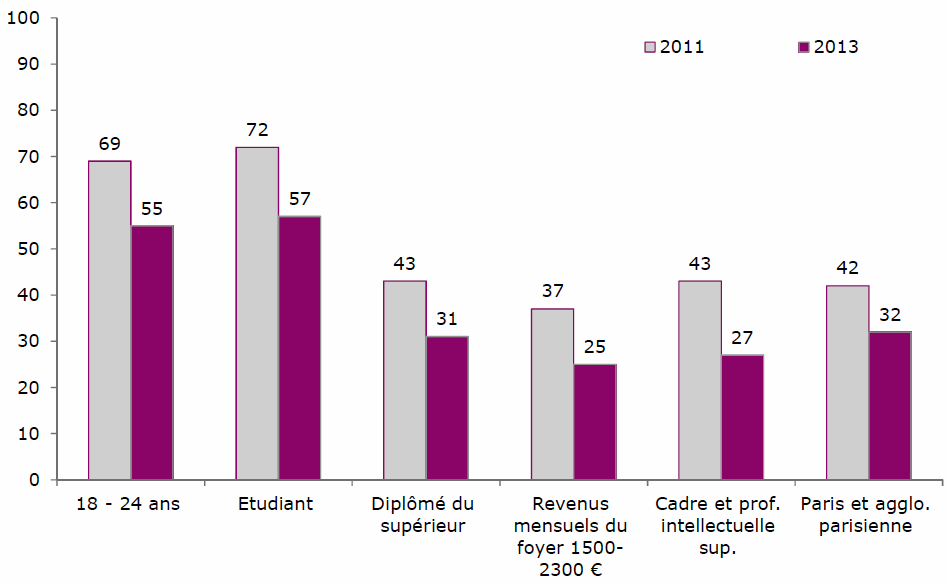 100
2011
2013
90
80
70
60
50
40
30
20
10
0
69
55
72
57
43
31
37
25
43
27
42
32
18 - 24 ans
Etudiant
Diplômé du
supérieur
Revenus
mensuels du
foyer 1500-
2300 €
Cadre et prof.
intellectuelle
sup.
Paris et agglo.
parisienne